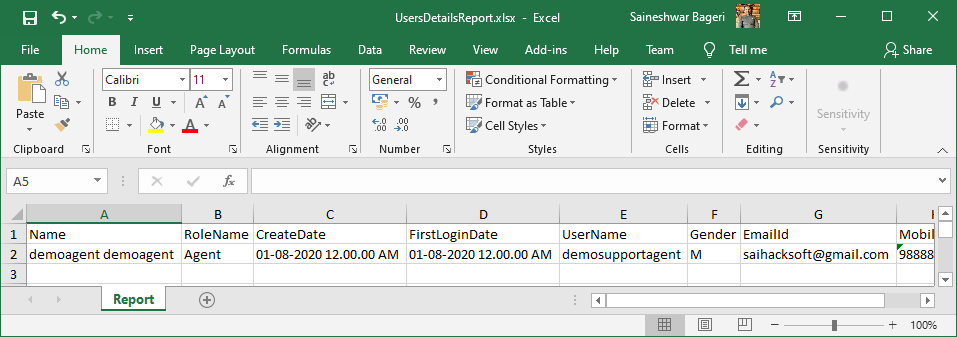 UsersDetailsReport.xlsx - Excel
Saineshwar Bageri
File Home Insert Page Layout Formulas Data Review View Add-ins Help Team Tell me Share
Calibri 11 General Conditional Formatting Insert
Paste B I U A A % , Format as Table Delete Sensitivity
A Cell Styles Format
Clipboard Font Alignment Number Styles Cells Editing Sensitivity
A5 fx
A B C D E F G H
1 Name RoleName CreateDate FirstLoginDate UserName Gender EmailId Mobil
2 demoagent demoagent Agent 01-08-2020 12.00.00 AM 01-08-2020 12.00.00 AM demosupportagent M saihacksoft@gmail.com 98888
3
Report
100%